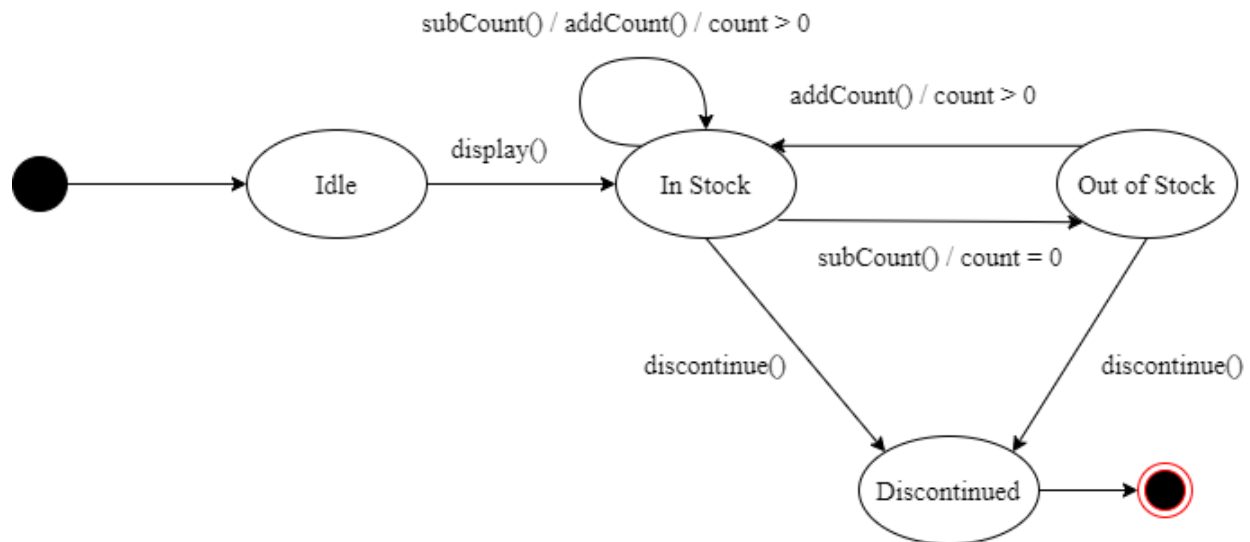 subCount() / addCount() / count > 0
addCount() / count > 0
display()
Idle
In Stock
Out of Stock
subCount() / count = 0
discontinue()
discontinue()
Discontinued